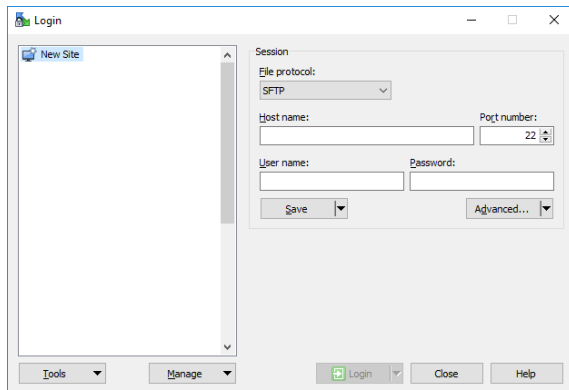 Login
New Site
Session
File protocol:
SFTP
Host name:
Port number:
22
User name:
Password:
Save
Advanced...
Tools
Manage
Login
Close
Help